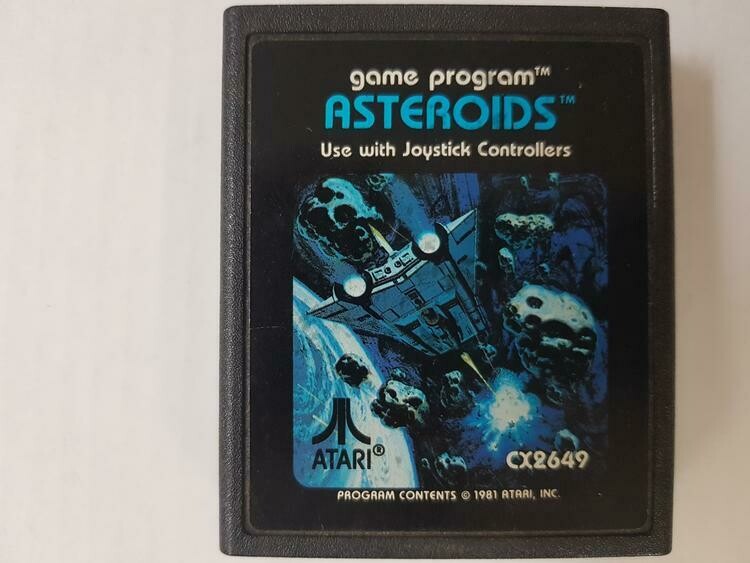 game program™
ASTEROIDS™
Use with Joystick Controllers
ATARI®
CX2649
PROGRAM CONTENTS © 1981 ATARI, INC.